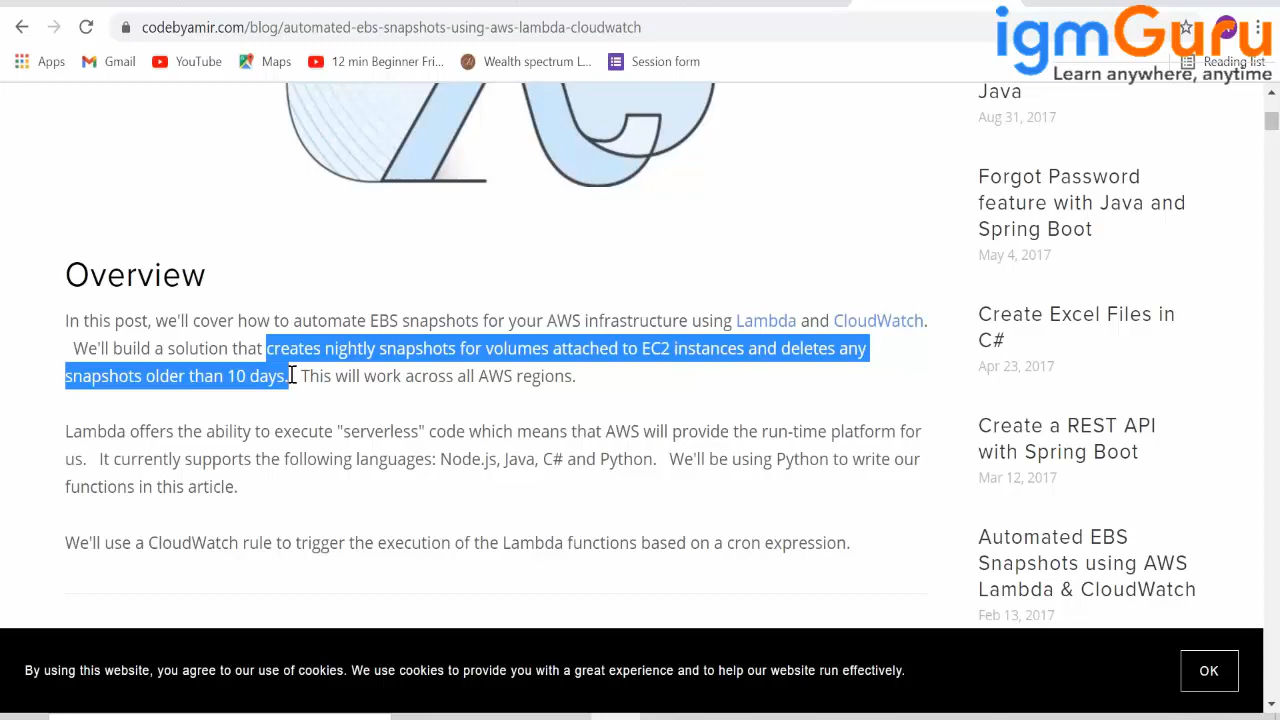 codebyamir.com/blog/automated-ebs-snapshots-using-aws-lambda-cloudwatch
igmGuru
Learn anywhere, anytime
Apps
Gmail
YouTube
Maps
12 min Beginner Fri...
Wealth spectrum L...
Session form
Reading list
Java
Aug 31, 2017
Forgot Password
feature with Java and
Spring Boot
May 4, 2017
Overview
In this post, we'll cover how to automate EBS snapshots for your AWS infrastructure using Lambda and CloudWatch.
We'll build a solution that creates nightly snapshots for volumes attached to EC2 instances and deletes any
snapshots older than 10 days. This will work across all AWS regions.
Lambda offers the ability to execute "serverless" code which means that AWS will provide the run-time platform for
us. It currently supports the following languages: Node.js, Java, C# and Python. We'll be using Python to write our
functions in this article.
We'll use a CloudWatch rule to trigger the execution of the Lambda functions based on a cron expression.
Create Excel Files in
C#
Apr 23, 2017
Create a REST API
with Spring Boot
Mar 12, 2017
Automated EBS
Snapshots using AWS
Lambda & CloudWatch
Feb 13, 2017
By using this website, you agree to our use of cookies. We use cookies to provide you with a great experience and to help our website run effectively.
OK